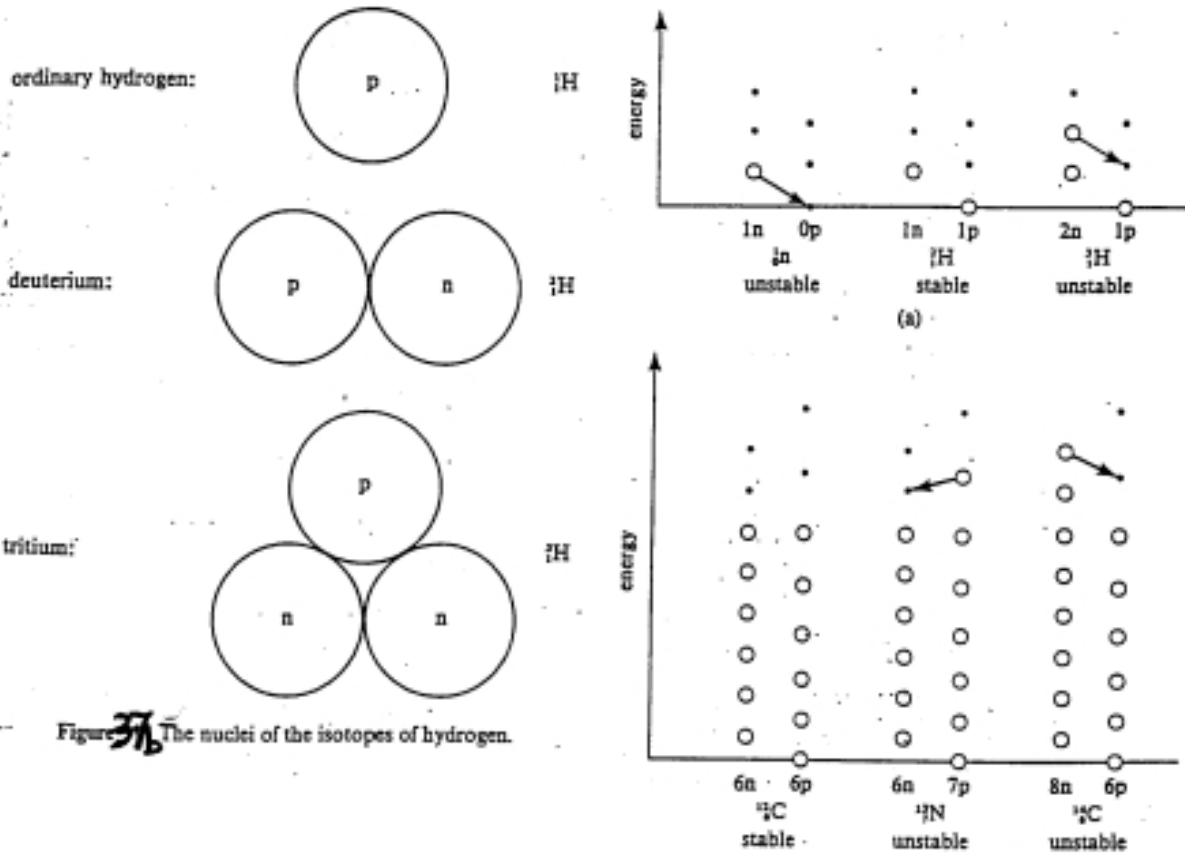 ordinary hydrogen:
p
¹₁H
deuterium:
p
n
²₁H
tritium:
p
n
n
³₁H
Figure 37b The nuclei of the isotopes of hydrogen.
energy
1n 0p
1n 1p
2n 1p
¹₀n
²₁H
³₁H
unstable
stable
unstable
(a)
energy
6n 6p
6n 7p
8n 6p
¹²₆C
¹³₇N
¹⁴₆C
stable
unstable
unstable